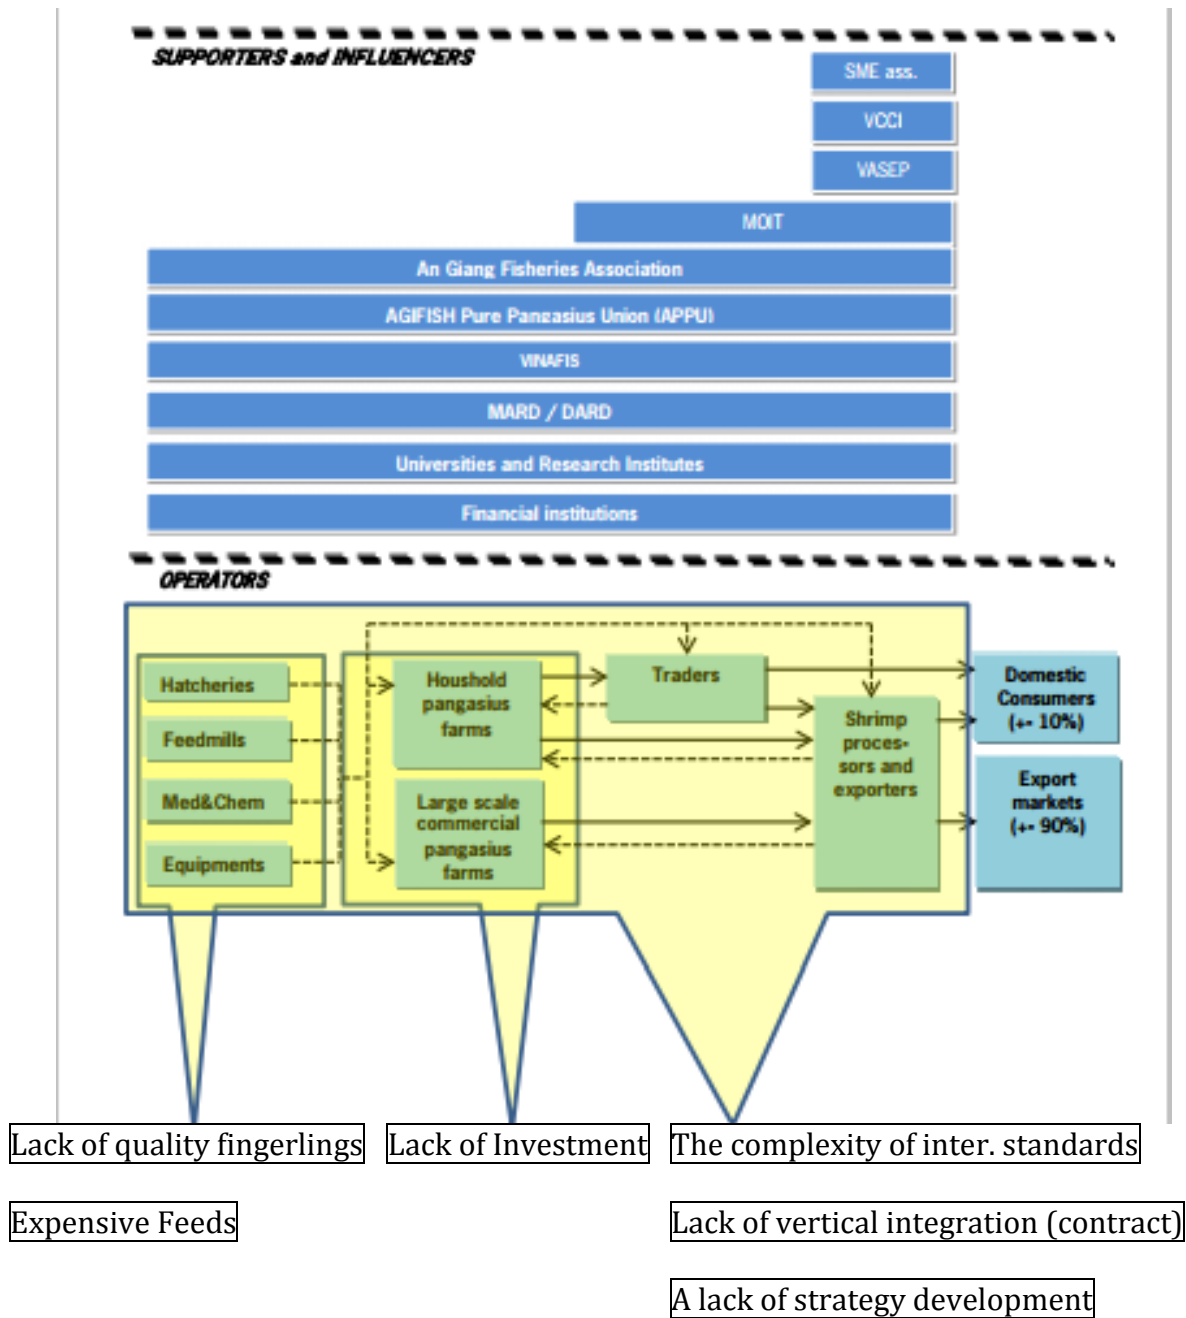 SUPPORTERS and INFLUENCERS
SME ass.
VCCI
VASEP
MOIT
An Giang Fisheries Association
AGIFISH Pure Pangasius Union (APPU)
VINAFIS
MARD / DARD
Universities and Research Institutes
Financial institutions
OPERATORS
Hatcheries
Feedmills
Med&Chem
Equipments
Houshold
pangasius
farms
Large scale
commercial
pangasius
farms
Traders
Shrimp
proces-
sors and
exporters
Domestic
Consumers
(+- 10%)
Export
markets
(+- 90%)
Lack of quality fingerlings
Lack of Investment
The complexity of inter. standards
Expensive Feeds
Lack of vertical integration (contract)
A lack of strategy development